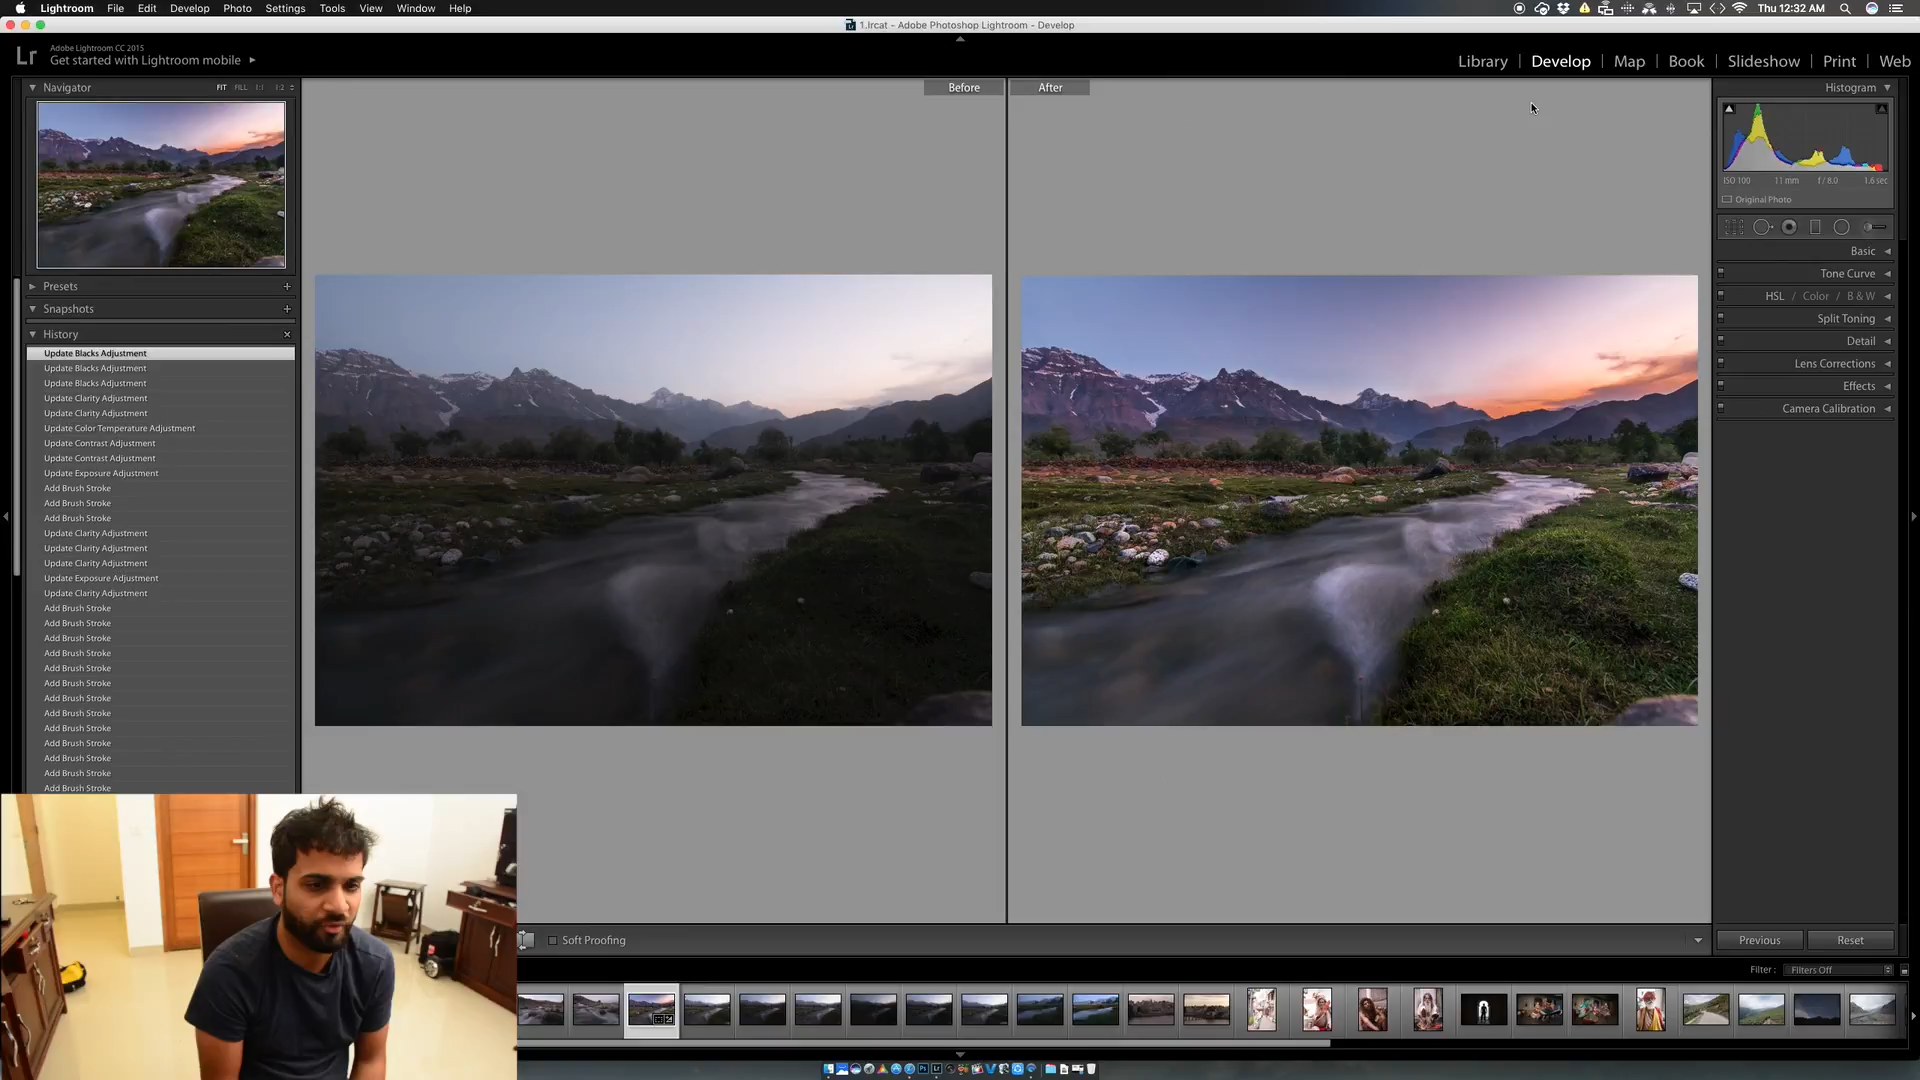 Lightroom File Edit Develop Photo Settings Tools View Window Help
Thu 12:32 AM
1.lrcat - Adobe Photoshop Lightroom - Develop
Lr
Adobe Lightroom CC 2015
Get started with Lightroom mobile
Library | Develop | Map | Book | Slideshow | Print | Web
Navigator FIT FILL 1:1 1:2
Before
After
Histogram
ISO 100 11 mm f / 8.0 1.6 sec
Original Photo
Basic
Tone Curve
HSL / Color / B & W
Split Toning
Detail
Lens Corrections
Effects
Camera Calibration
Presets +
Snapshots +
History
Update Blacks Adjustment
Update Blacks Adjustment
Update Blacks Adjustment
Update Clarity Adjustment
Update Clarity Adjustment
Update Color Temperature Adjustment
Update Contrast Adjustment
Update Contrast Adjustment
Update Exposure Adjustment
Add Brush Stroke
Add Brush Stroke
Add Brush Stroke
Update Clarity Adjustment
Update Clarity Adjustment
Update Clarity Adjustment
Update Exposure Adjustment
Update Clarity Adjustment
Add Brush Stroke
Add Brush Stroke
Add Brush Stroke
Add Brush Stroke
Add Brush Stroke
Add Brush Stroke
Add Brush Stroke
Add Brush Stroke
Add Brush Stroke
Add Brush Stroke
Add Brush Stroke
Add Brush Stroke
Add Brush Stroke
Soft Proofing
Previous
Reset
Filter : Filters Off